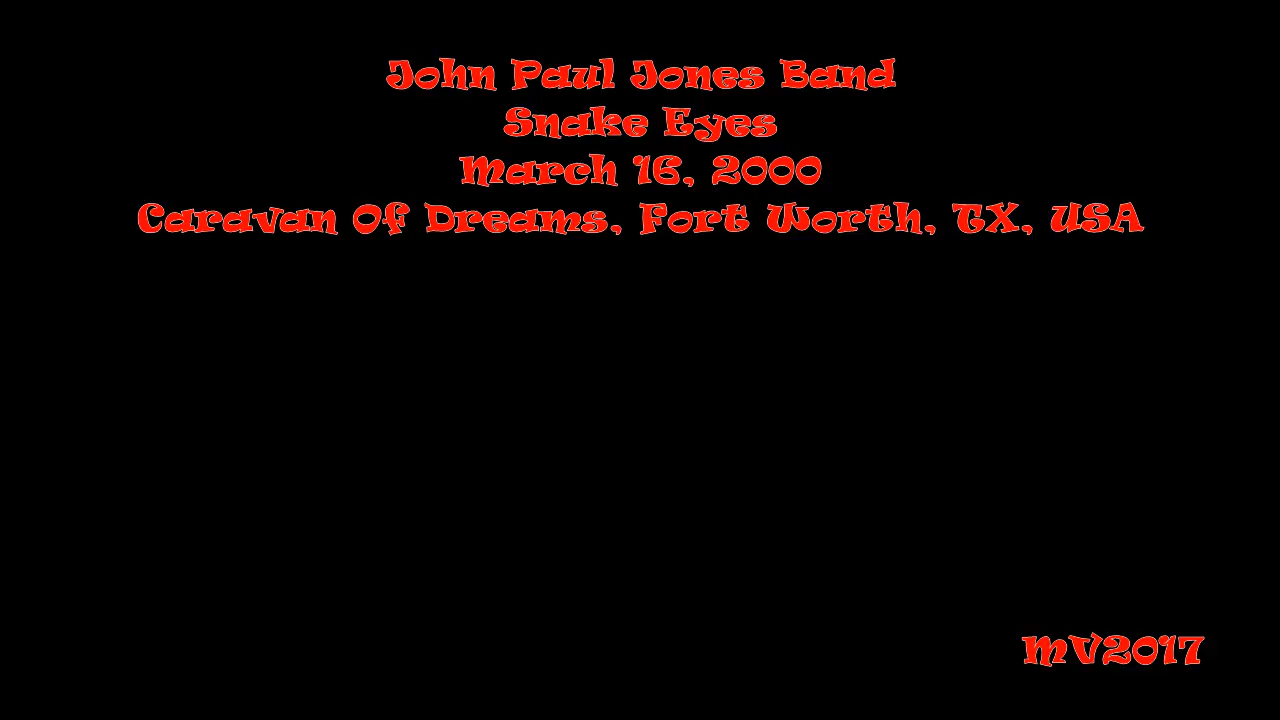 John Paul Jones Band
Snake Eyes
March 16, 2000
Caravan Of Dreams, Fort Worth, TX, USA
MV2017